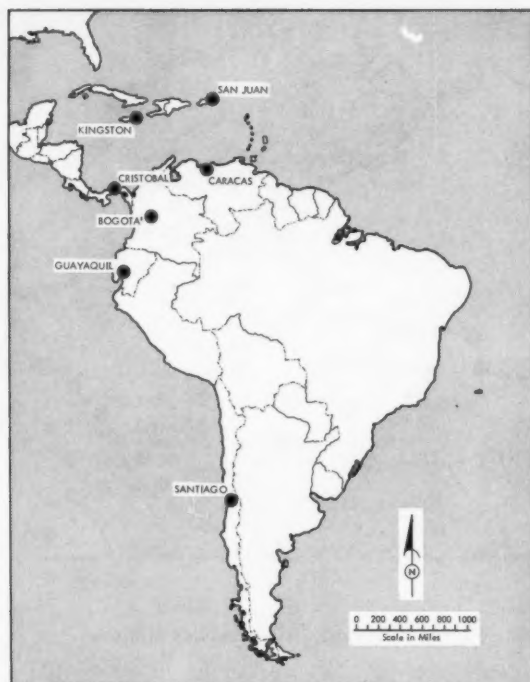 SAN JUAN
KINGSTON
CRISTOBAL
CARACAS
BOGOTA'
GUAYAQUIL
SANTIAGO
N
0 200 400 600 800 1000
Scale in Miles